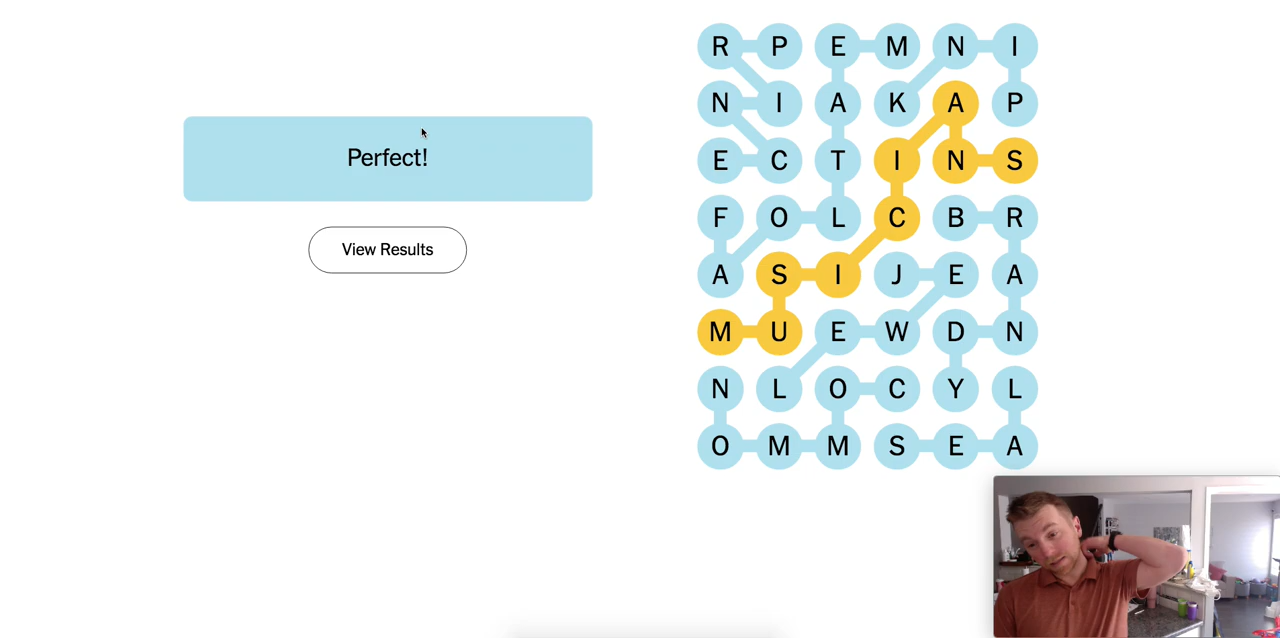 R P E M N I
N I A K A P
Perfect!
E C T I N S
F O L C B R
View Results
A S I J E A
M U E W D N
N L O C Y L
O M M S E A